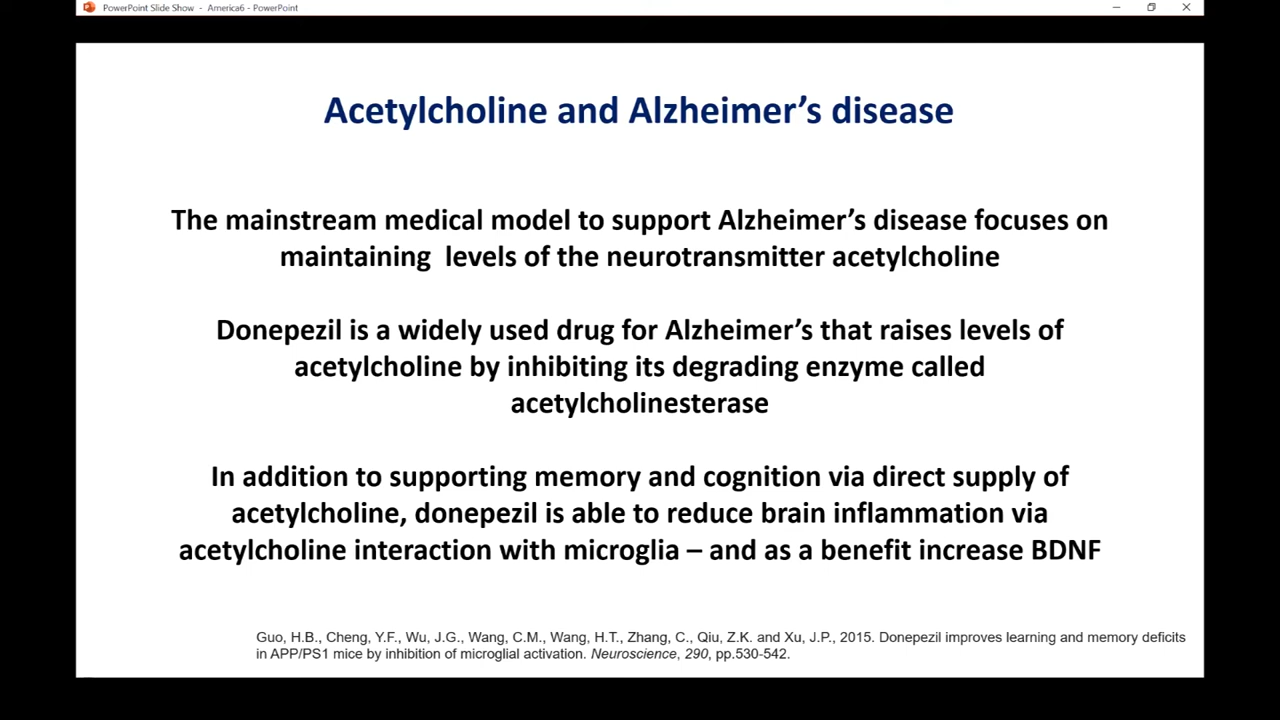 PowerPoint Slide Show - America6 - PowerPoint
Acetylcholine and Alzheimer’s disease
The mainstream medical model to support Alzheimer’s disease focuses on
maintaining levels of the neurotransmitter acetylcholine
Donepezil is a widely used drug for Alzheimer’s that raises levels of
acetylcholine by inhibiting its degrading enzyme called
acetylcholinesterase
In addition to supporting memory and cognition via direct supply of
acetylcholine, donepezil is able to reduce brain inflammation via
acetylcholine interaction with microglia – and as a benefit increase BDNF
Guo, H.B., Cheng, Y.F., Wu, J.G., Wang, C.M., Wang, H.T., Zhang, C., Qiu, Z.K. and Xu, J.P., 2015. Donepezil improves learning and memory deficits
in APP/PS1 mice by inhibition of microglial activation. Neuroscience, 290, pp.530-542.